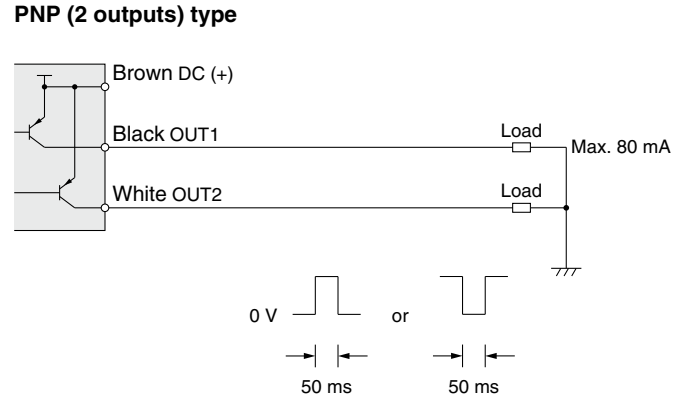 PNP (2 outputs) type
Brown DC (+)
Black OUT1
Load
Max. 80 mA
White OUT2
Load
0 V
or
50 ms
50 ms